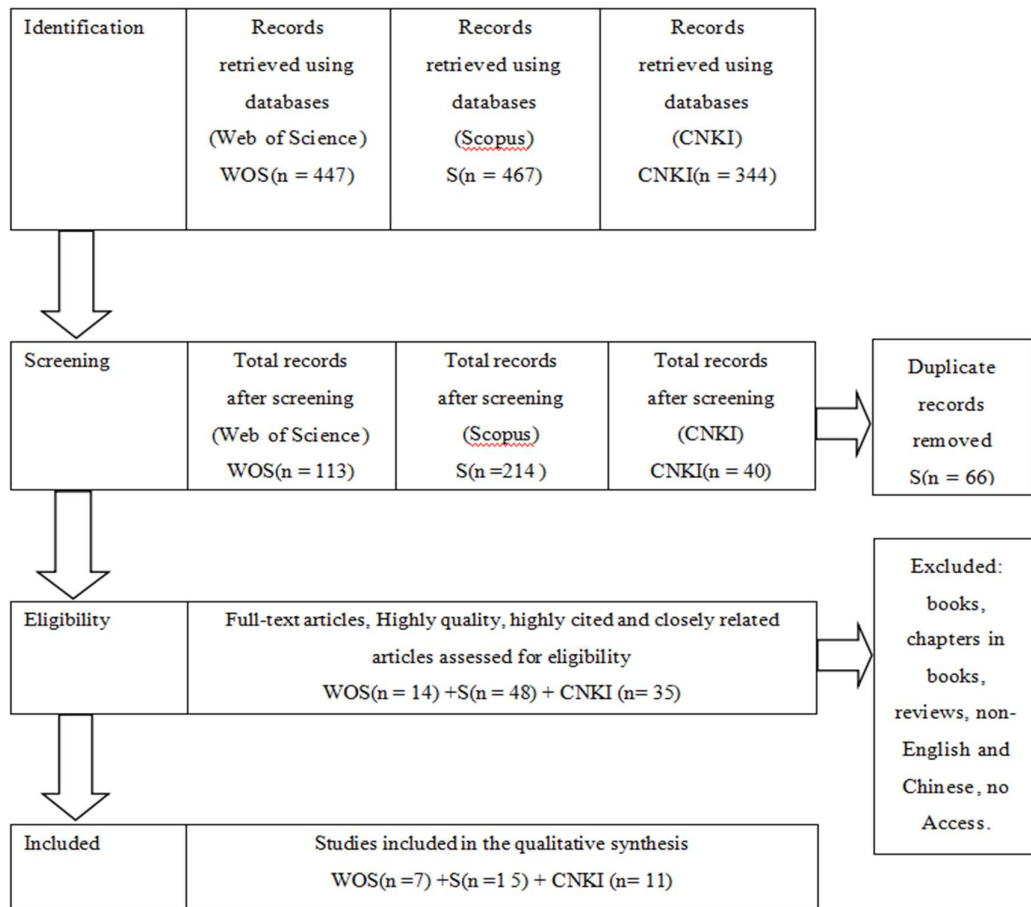 Identification
Records
retrieved using
databases
(Web of Science)
WOS(n = 447)
Records
retrieved using
databases
(Scopus)
S(n = 467)
Records
retrieved using
databases
(CNKI)
CNKI(n = 344)
Screening
Total records
after screening
(Web of Science)
WOS(n = 113)
Total records
after screening
(Scopus)
S(n =214 )
Total records
after screening
(CNKI)
CNKI(n = 40)
Duplicate
records
removed
S(n = 66)
Eligibility
Full-text articles, Highly quality, highly cited and closely related
articles assessed for eligibility
WOS(n = 14) +S(n = 48) + CNKI (n= 35)
Excluded:
books,
chapters in
books,
reviews, non-
English and
Chinese, no
Access.
Included
Studies included in the qualitative synthesis
WOS(n =7) +S(n =1 5) + CNKI (n= 11)